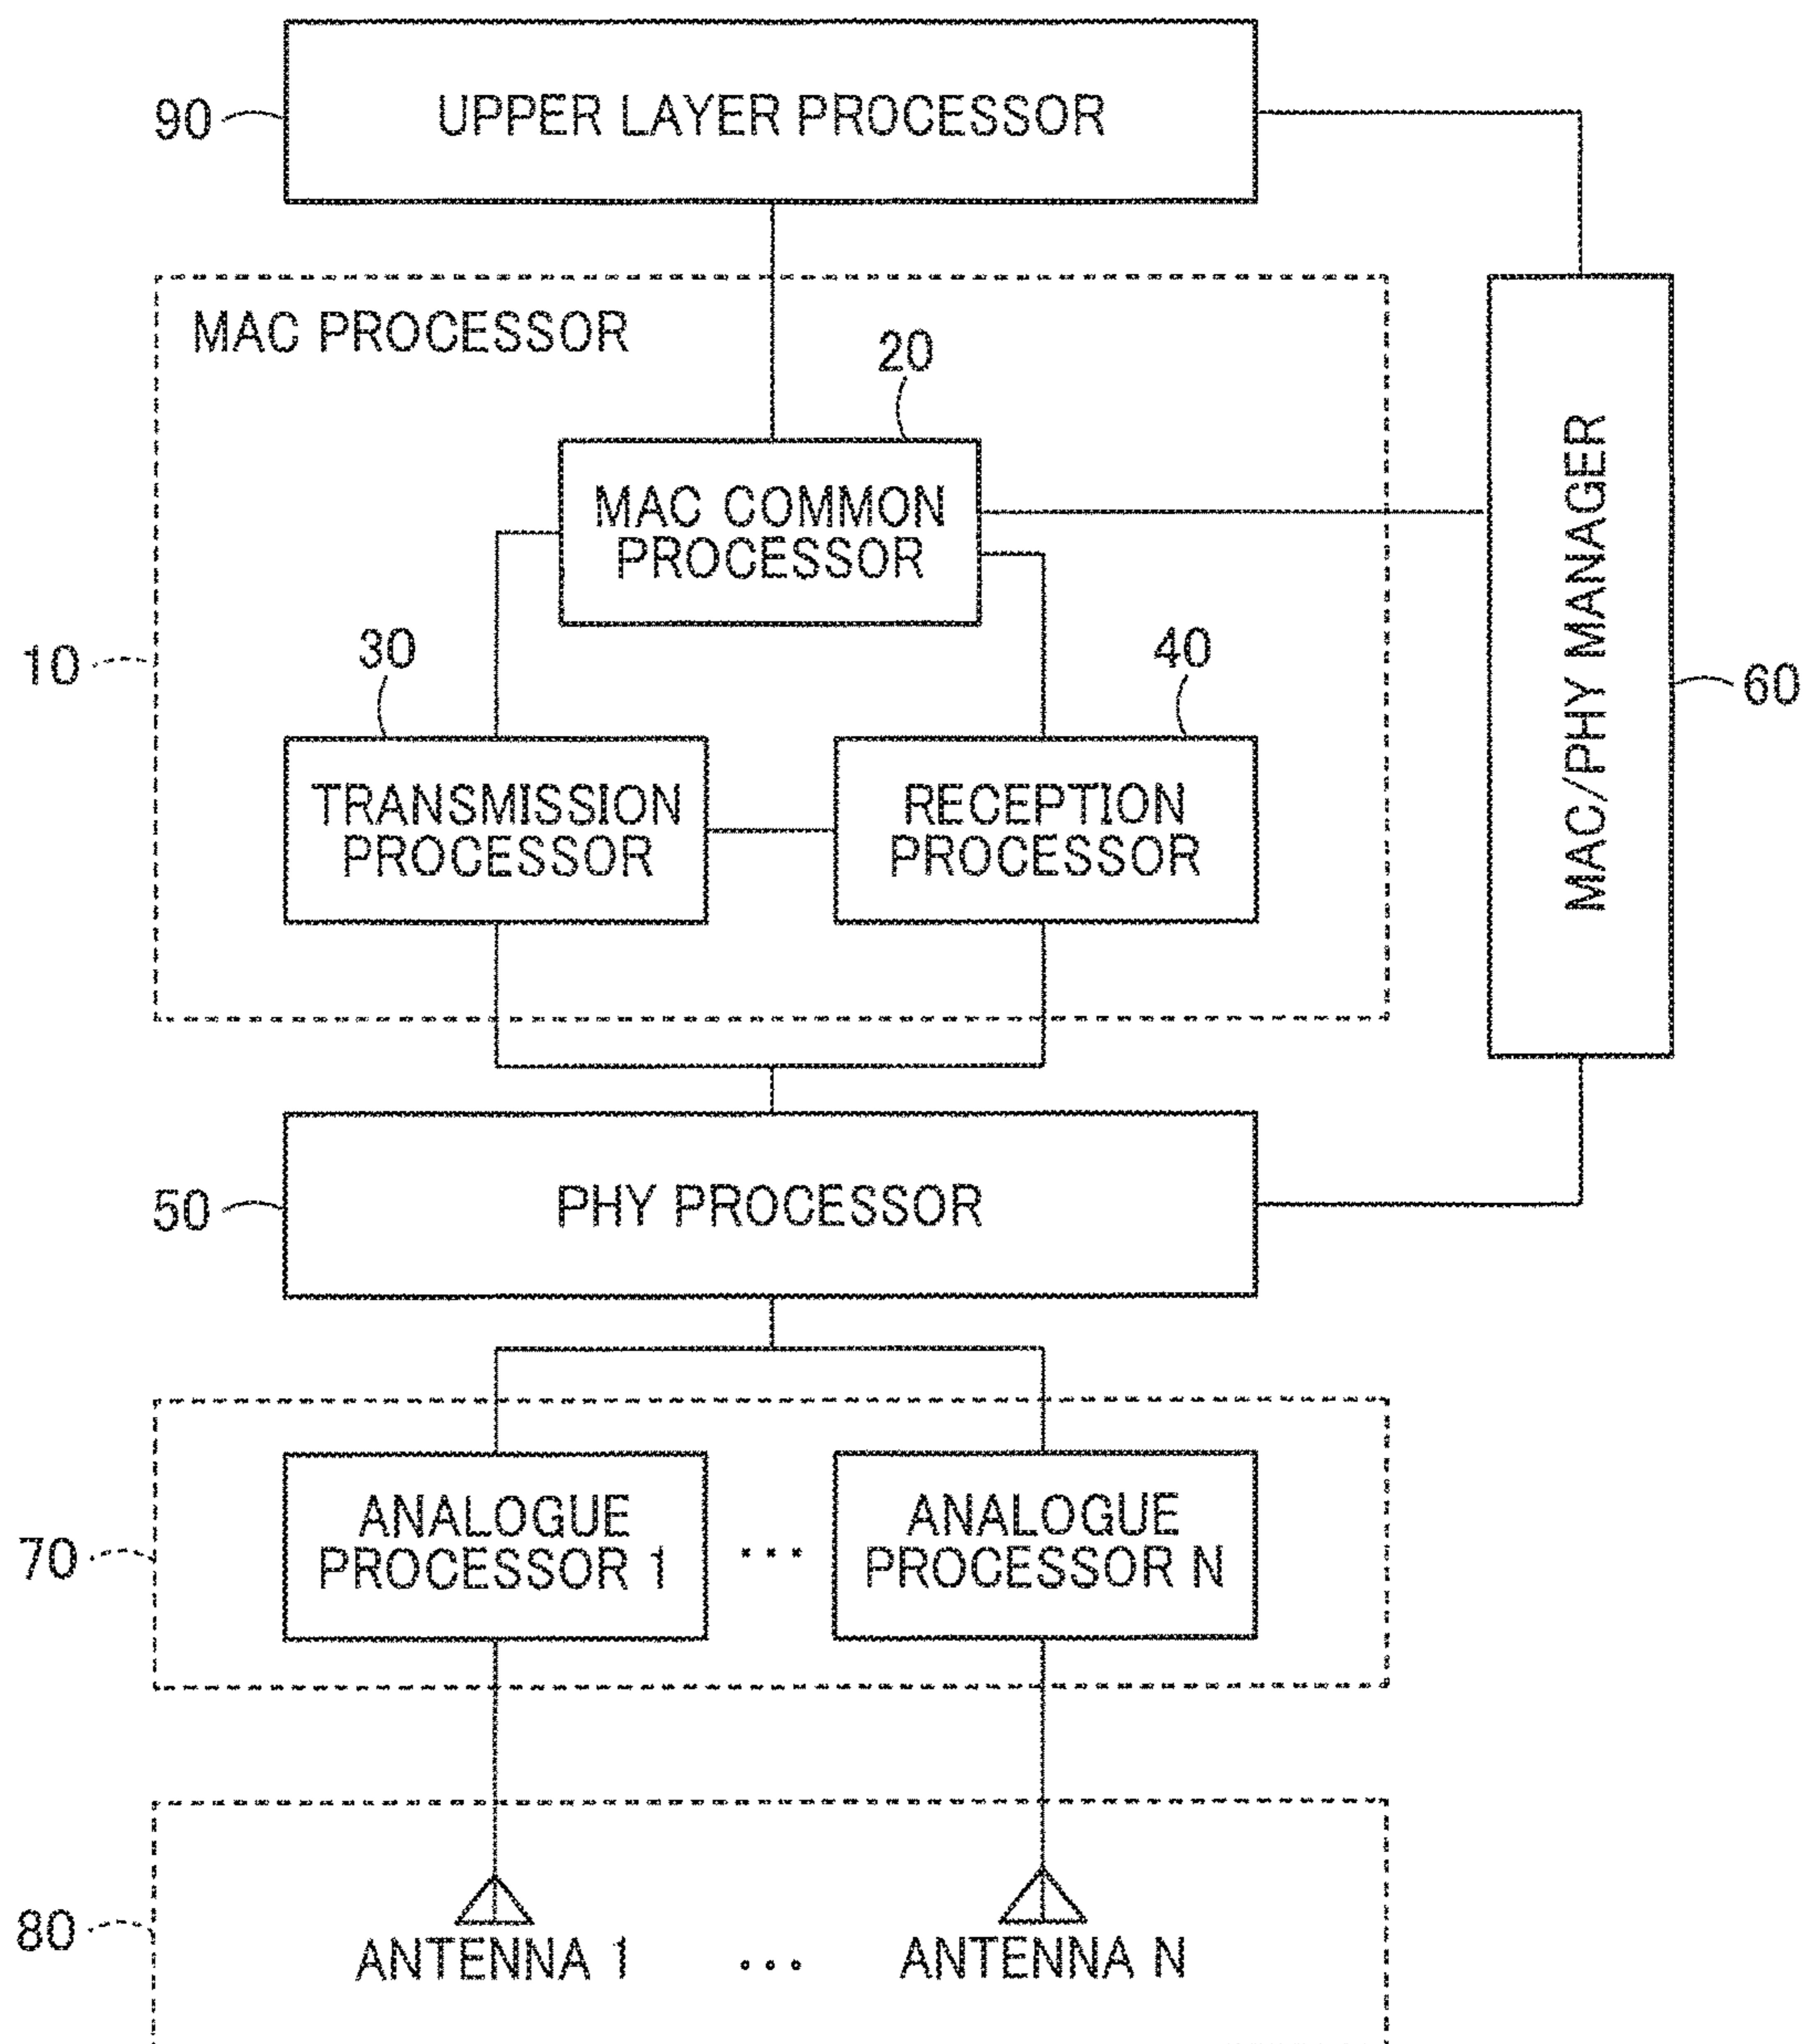 90
UPPER LAYER PROCESSOR
MAC PROCESSOR
20
MAC COMMON
PROCESSOR
10
30
40
60
MAC/PHY MANAGER
TRANSMISSION
PROCESSOR
RECEPTION
PROCESSOR
50
PHY PROCESSOR
70
ANALOGUE
PROCESSOR 1
...
ANALOGUE
PROCESSOR N
80
ANTENNA 1
...
ANTENNA N